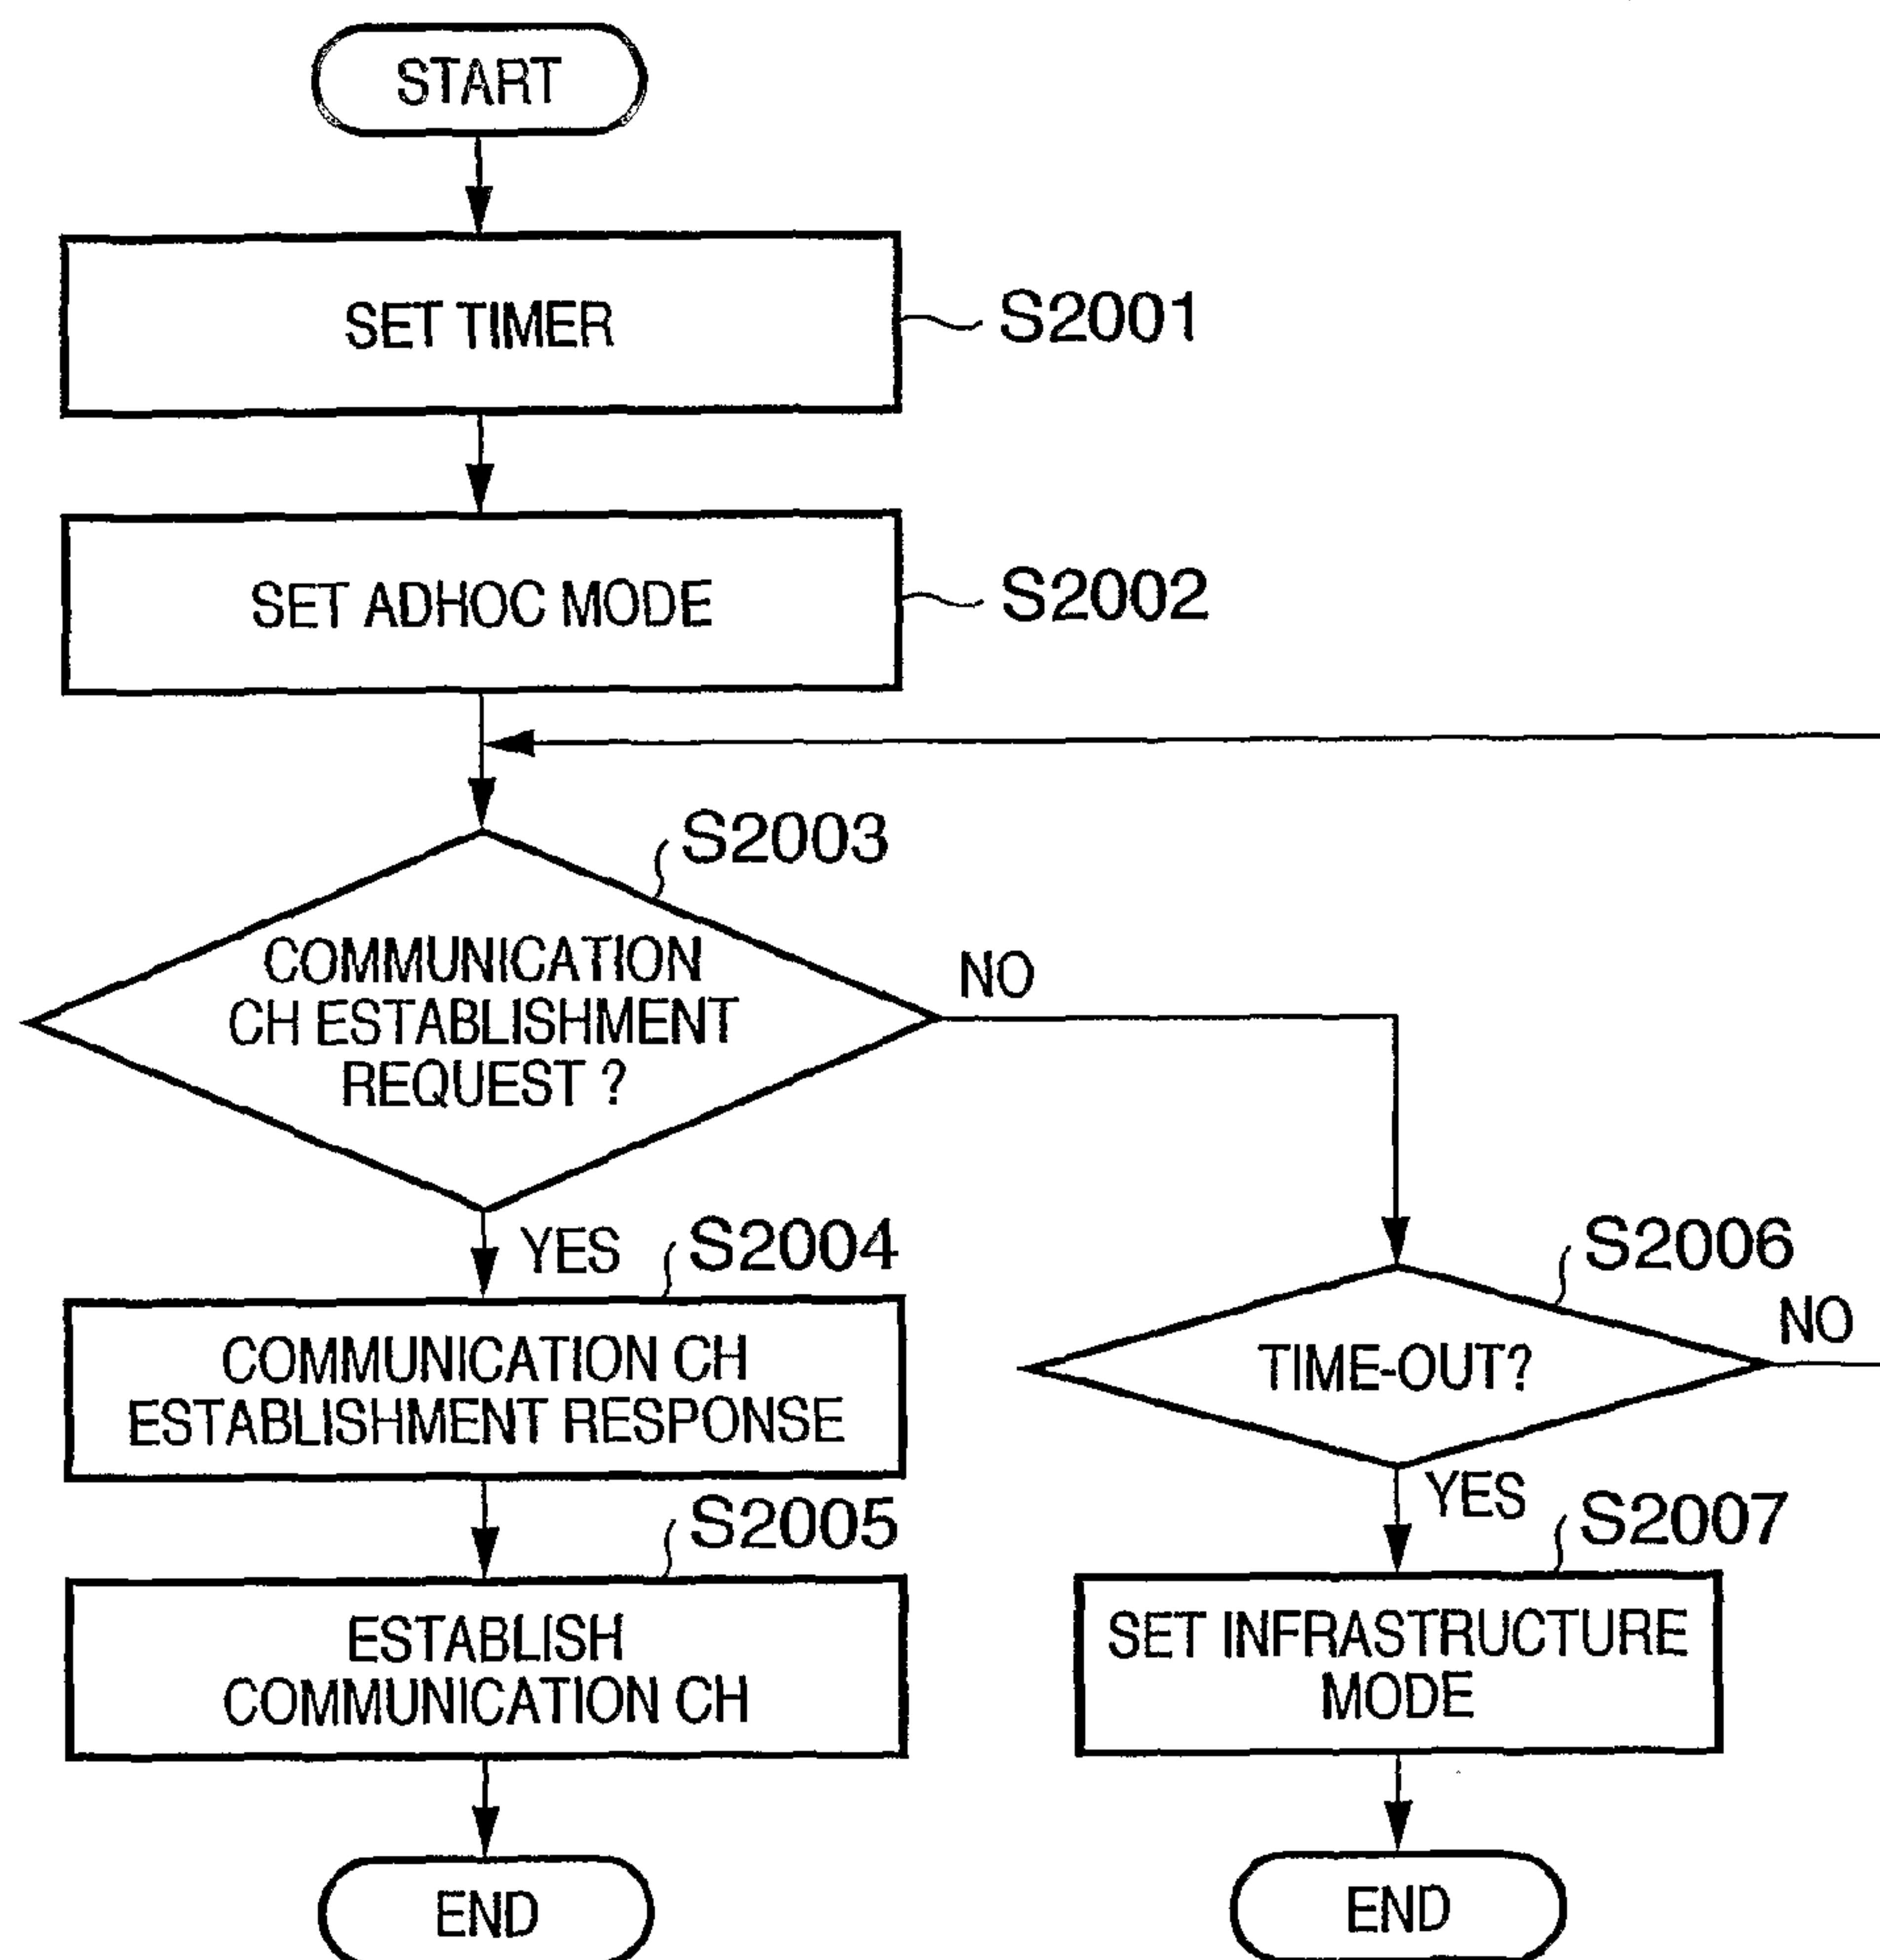 START
SET TIMER
S2001
SET ADHOC MODE
S2002
S2003
COMMUNICATION
CH ESTABLISHMENT
REQUEST ?
NO
YES
S2004
COMMUNICATION CH
ESTABLISHMENT RESPONSE
S2005
ESTABLISH
COMMUNICATION CH
END
S2006
TIME-OUT?
NO
YES
S2007
SET INFRASTRUCTURE
MODE
END